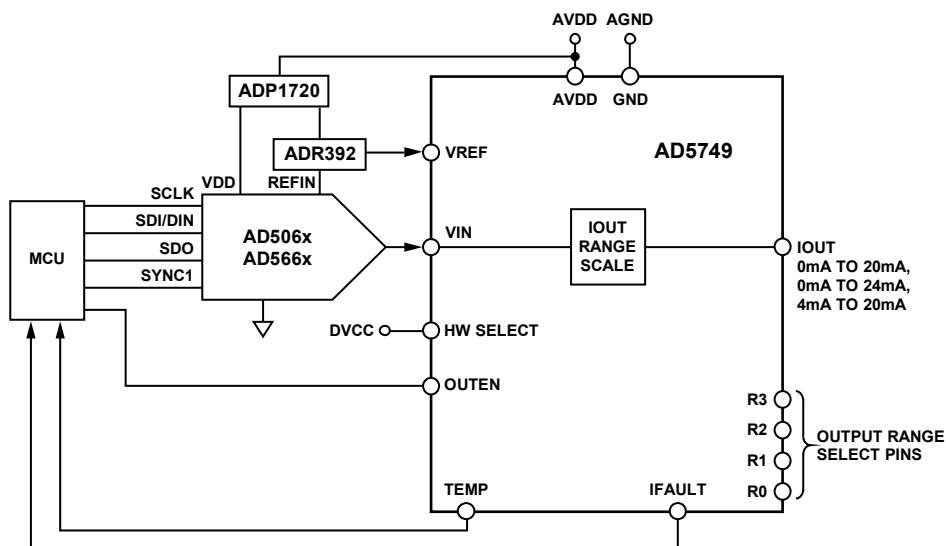 AVDD AGND
ADP1720
AVDD GND
ADR392
VREF
AD5749
VDD REFIN
SCLK
SDI/DIN
SDO
SYNC1
MCU
AD506x
AD566x
VIN
IOUT
RANGE
SCALE
IOUT
0mA TO 20mA,
0mA TO 24mA,
4mA TO 20mA
DVCC
HW SELECT
OUTEN
R3
R2
R1
R0
OUTPUT RANGE
SELECT PINS
TEMP
IFAULT